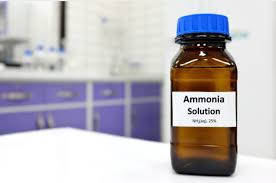 Ammonia
Solution
NH₃(aq), 25%